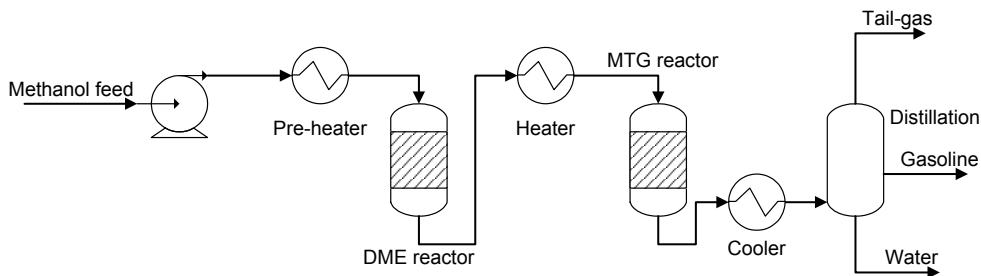 Methanol feed
Pre-heater
DME reactor
Heater
MTG reactor
Cooler
Tail-gas
Distillation
Gasoline
Water